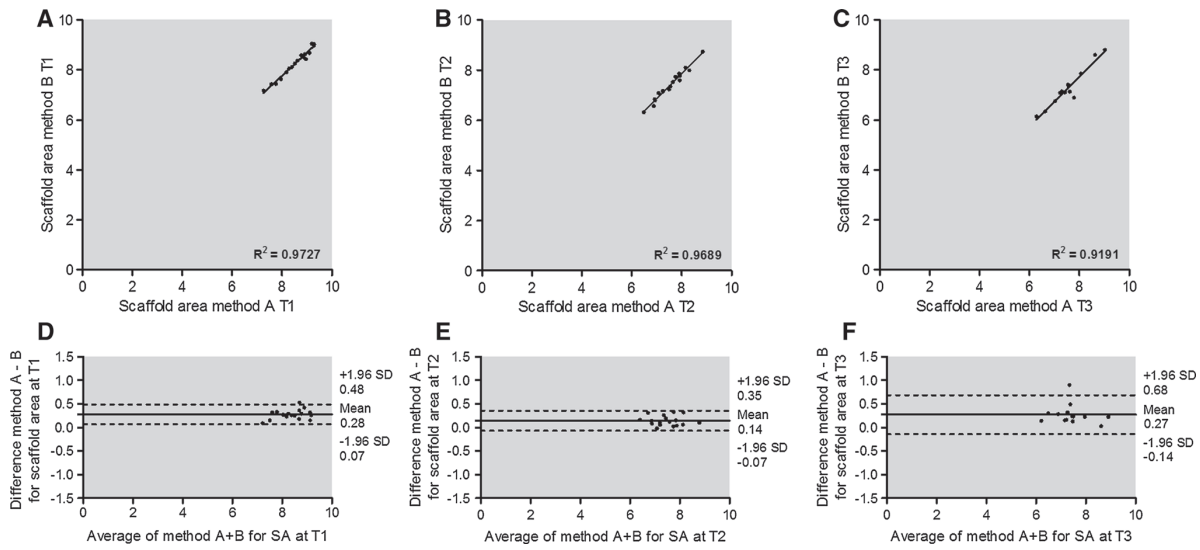 A
Scaffold area method B T1
10
8
6
4
2
0
R² = 0.9727
0 2 4 6 8 10
Scaffold area method A T1
B
Scaffold area method B T2
10
8
6
4
2
0
R² = 0.9689
0 2 4 6 8 10
Scaffold area method A T2
C
Scaffold area method B T3
10
8
6
4
2
0
R² = 0.9191
0 2 4 6 8 10
Scaffold area method A T3
D
Difference method A - B
for scaffold area at T1
1.5
1.0
0.5
0.0
-0.5
-1.0
-1.5
+1.96 SD
0.48
Mean
0.28
-1.96 SD
0.07
0 2 4 6 8 10
Average of method A+B for SA at T1
E
Difference method A - B
for scaffold area at T2
1.5
1.0
0.5
0.0
-0.5
-1.0
-1.5
+1.96 SD
0.35
Mean
0.14
-1.96 SD
-0.07
0 2 4 6 8 10
Average of method A+B for SA at T2
F
Difference method A - B
for scaffold area at T3
1.5
1.0
0.5
0.0
-0.5
-1.0
-1.5
+1.96 SD
0.68
Mean
0.27
-1.96 SD
-0.14
0 2 4 6 8 10
Average of method A+B for SA at T3